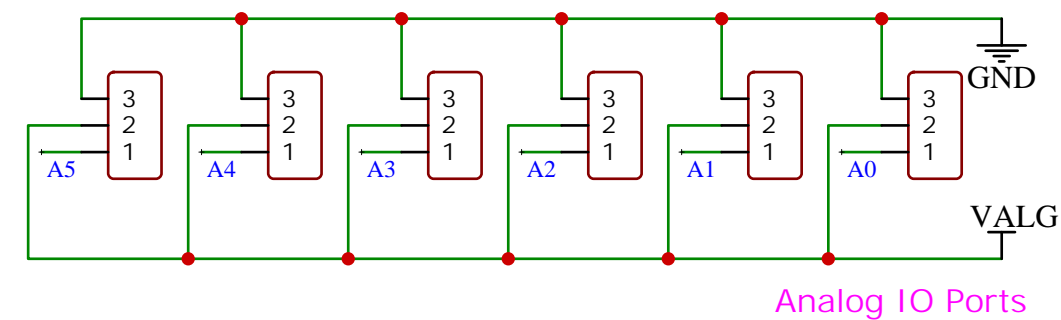 GND
3 3 3 3 3 3
2 2 2 2 2 2
1 1 1 1 1 1
A5 A4 A3 A2 A1 A0
VALG
Analog IO Ports